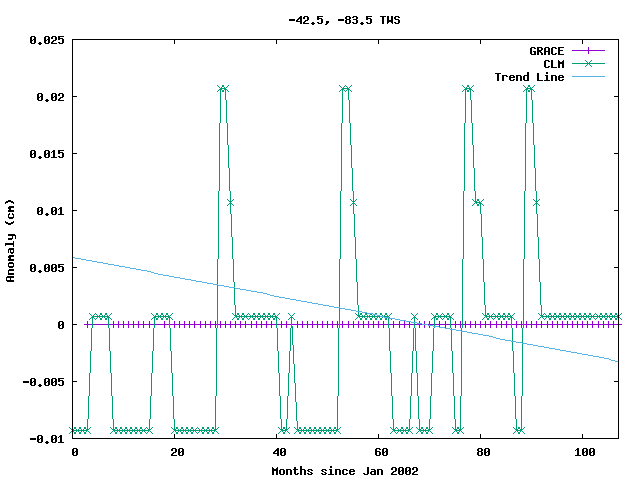 -42.5, -83.5 TWS
0.025
0.02
0.015
0.01
0.005
0
-0.005
-0.01
Anomaly (cm)
GRACE
CLM
Trend Line
0 20 40 60 80 100
Months since Jan 2002